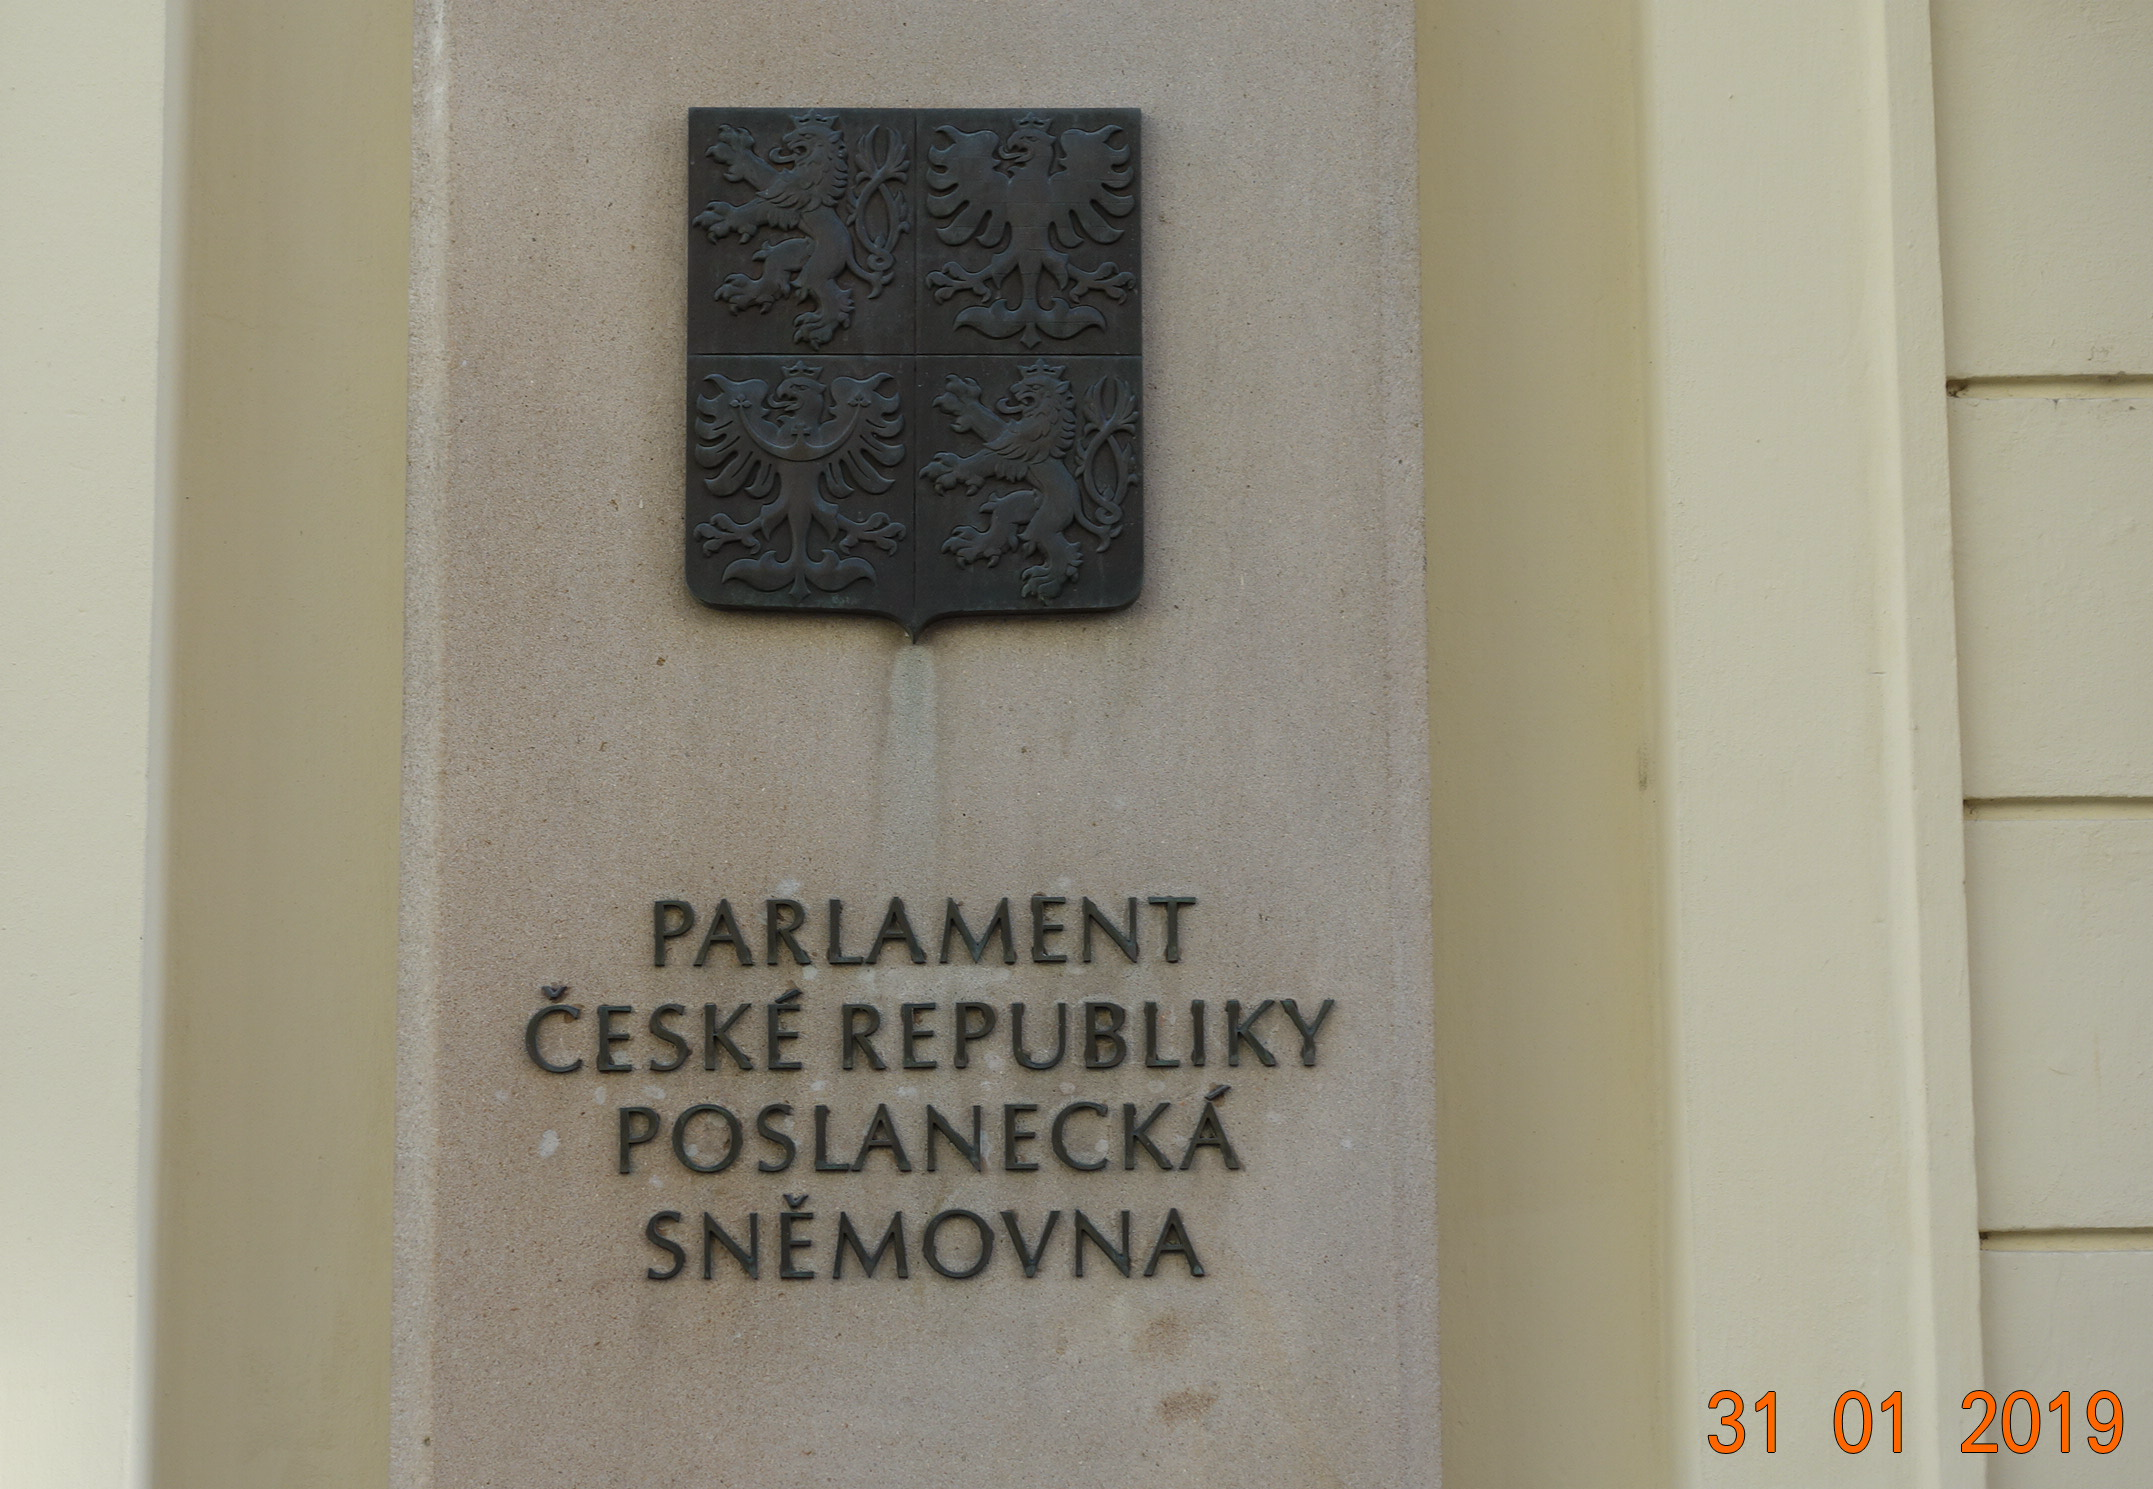 PARLAMENT
ČESKÉ REPUBLIKY
POSLANECKÁ
SNĚMOVNA
31 01 2019